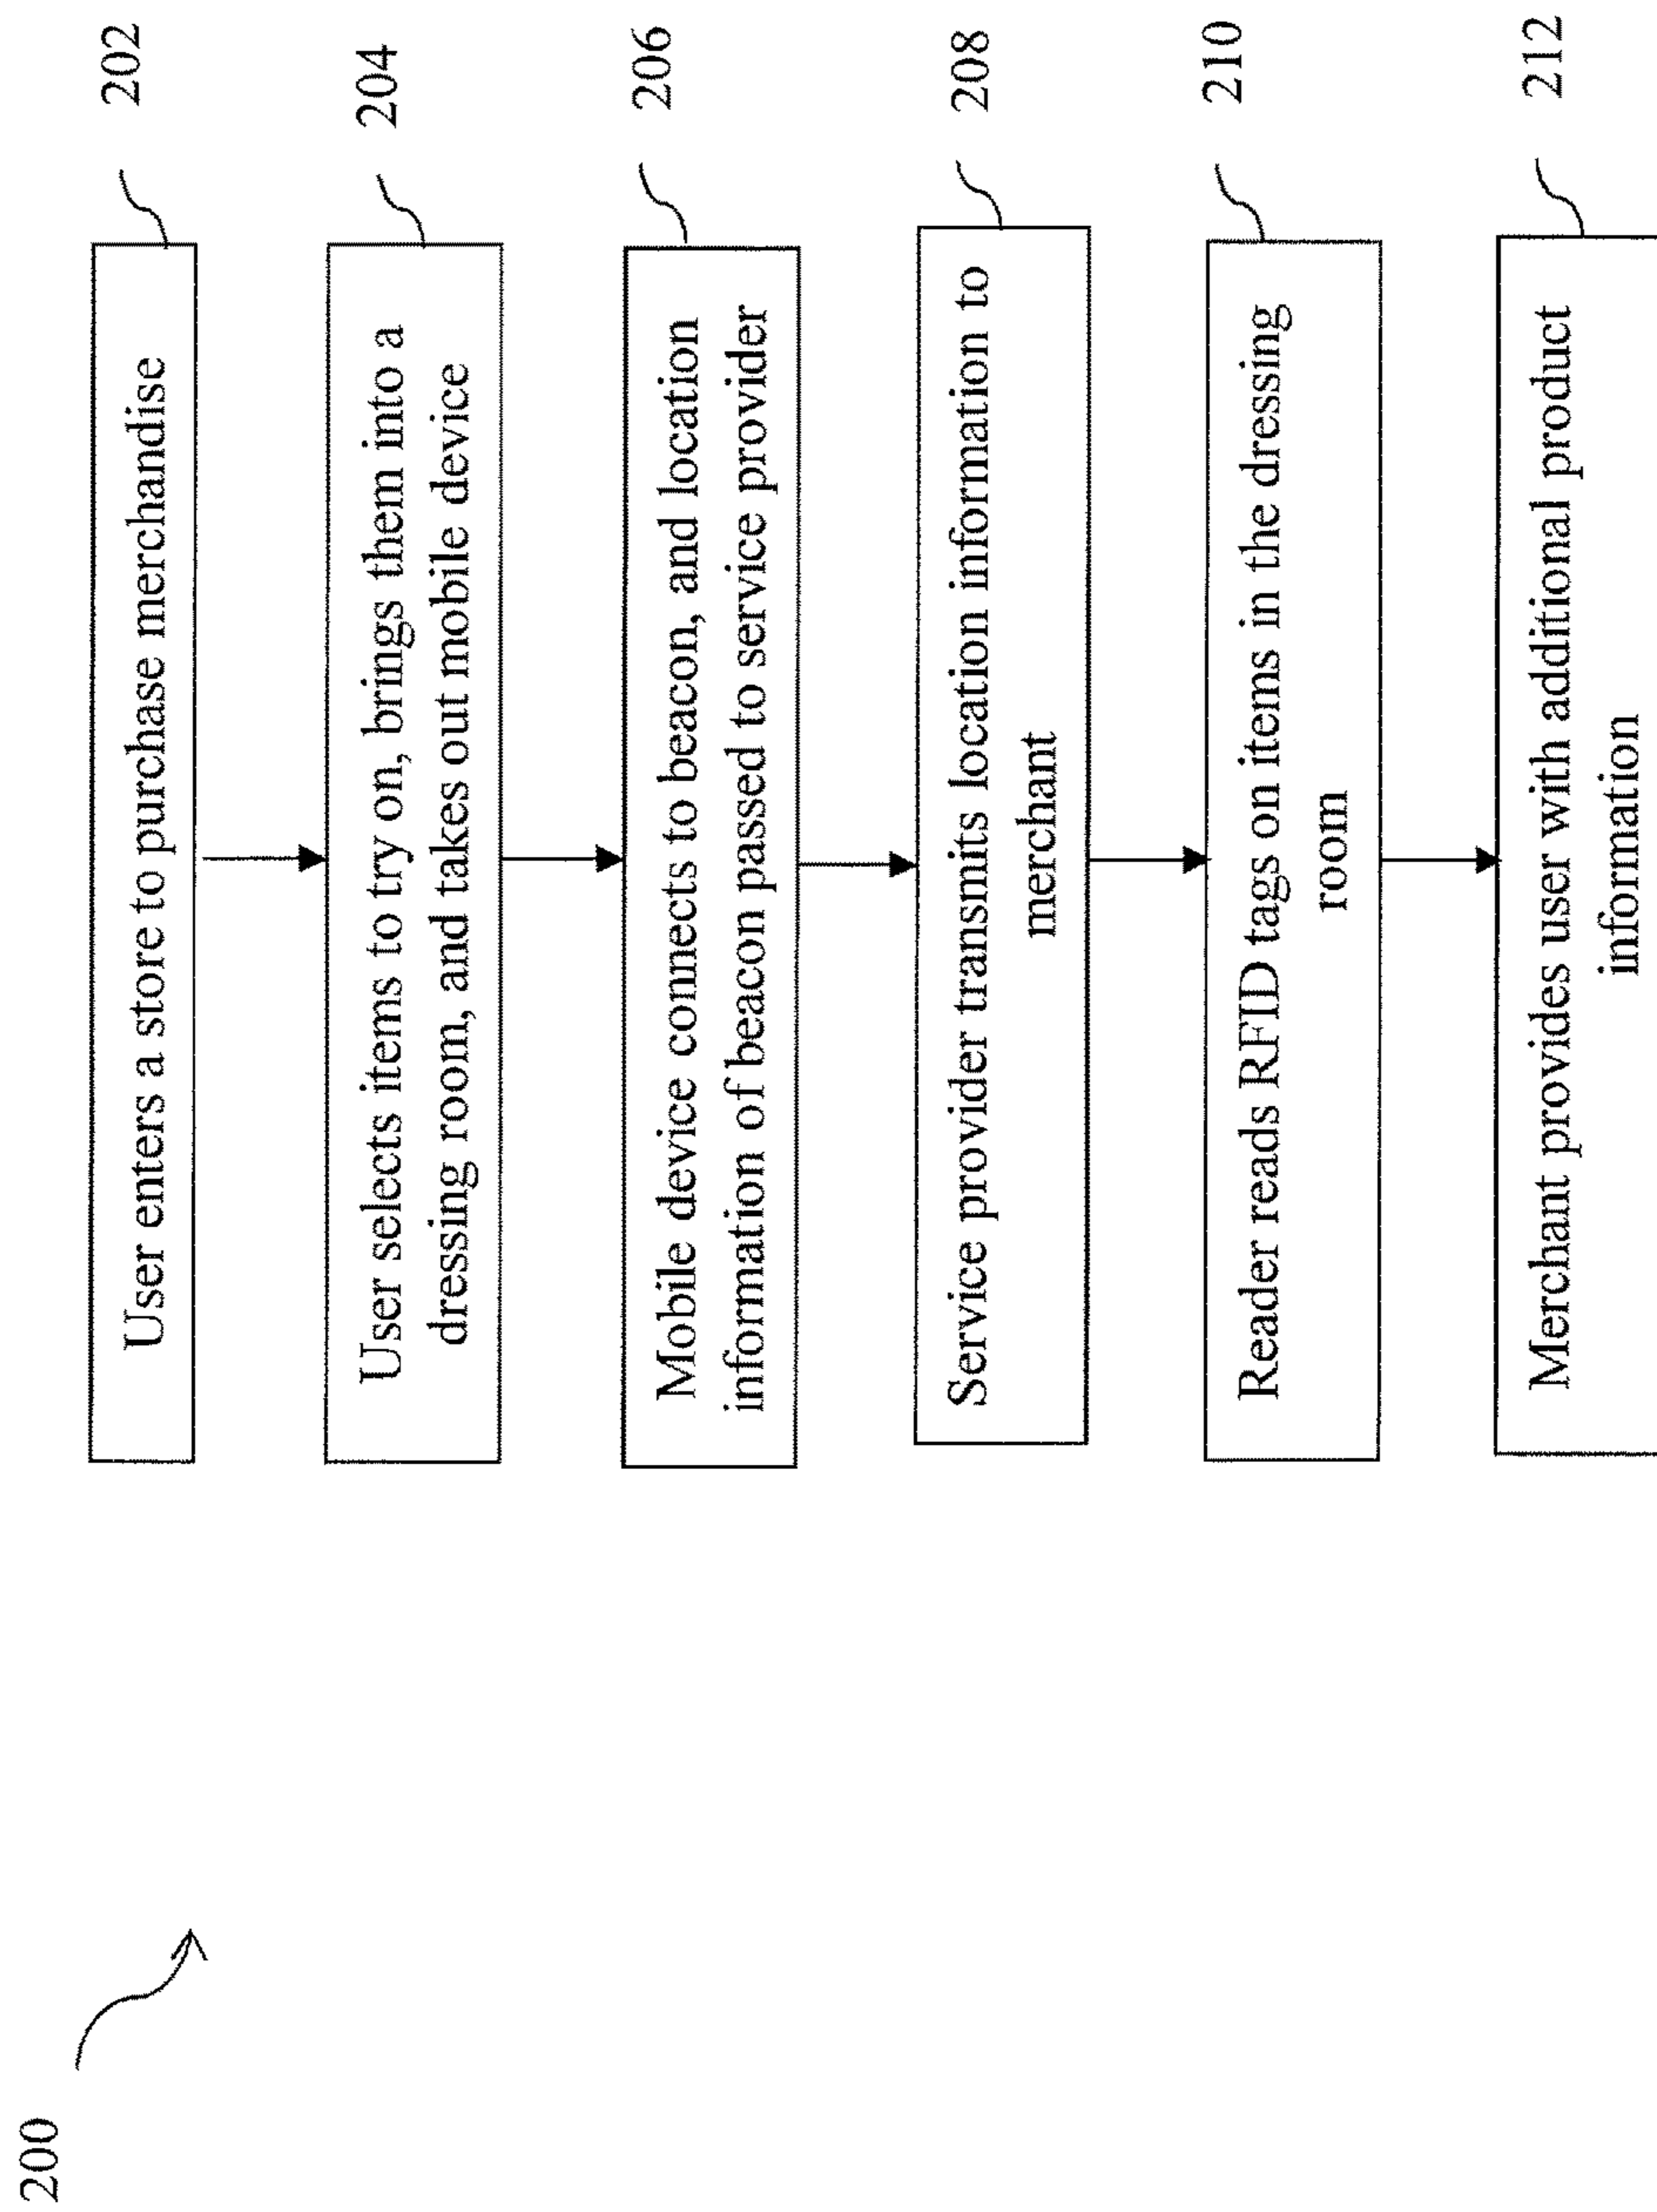 200
User enters a store to purchase merchandise
202
User selects items to try on, brings them into a
dressing room, and takes out mobile device
204
Mobile device connects to beacon, and location
information of beacon passed to service provider
206
Service provider transmits location information to
merchant
208
Reader reads RFID tags on items in the dressing
room
210
Merchant provides user with additional product
information
212